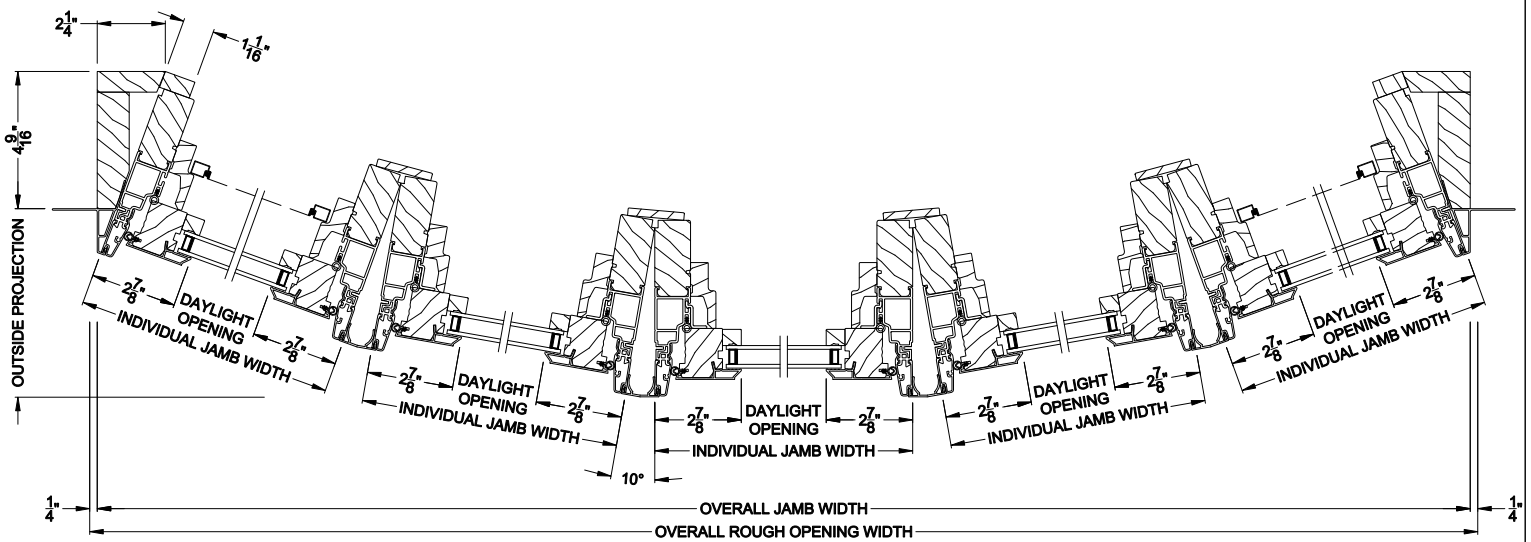 2 1/4"
1 1/16"
4 9/16"
OUTSIDE PROJECTION
2 7/8"
DAYLIGHT
OPENING
2 7/8"
INDIVIDUAL JAMB WIDTH
2 7/8"
DAYLIGHT
OPENING
2 7/8"
INDIVIDUAL JAMB WIDTH
2 7/8"
DAYLIGHT
OPENING
2 7/8"
INDIVIDUAL JAMB WIDTH
2 7/8"
DAYLIGHT
OPENING
2 7/8"
INDIVIDUAL JAMB WIDTH
2 7/8"
DAYLIGHT
OPENING
2 7/8"
INDIVIDUAL JAMB WIDTH
10°
1/4"
OVERALL JAMB WIDTH
1/4"
OVERALL ROUGH OPENING WIDTH